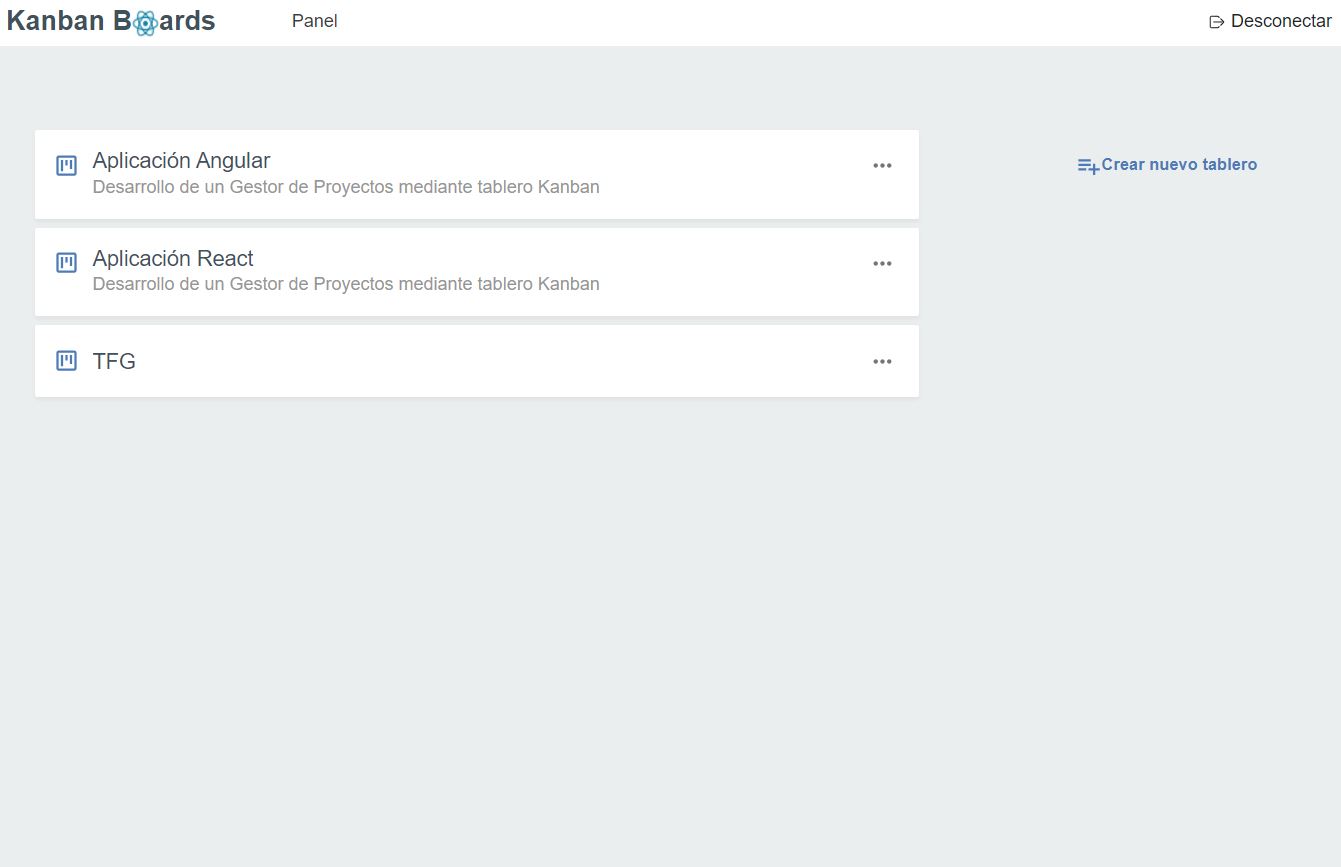 Kanban Boards
Panel
Desconectar
Aplicación Angular
Desarrollo de un Gestor de Proyectos mediante tablero Kanban
Crear nuevo tablero
Aplicación React
Desarrollo de un Gestor de Proyectos mediante tablero Kanban
TFG